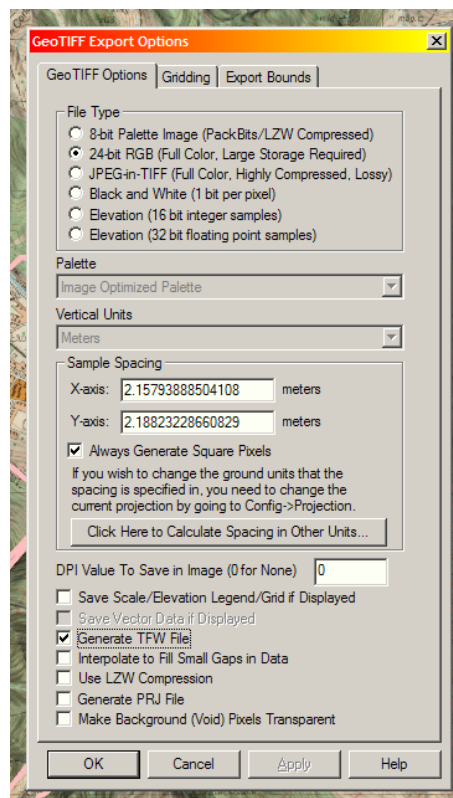 GeoTIFF Export Options
GeoTIFF Options Gridding Export Bounds
File Type
8-bit Palette Image (PackBits/LZW Compressed)
24-bit RGB (Full Color, Large Storage Required)
JPEG-in-TIFF (Full Color, Highly Compressed, Lossy)
Black and White (1 bit per pixel)
Elevation (16 bit integer samples)
Elevation (32 bit floating point samples)
Palette
Image Optimized Palette
Vertical Units
Meters
Sample Spacing
X-axis: 2.15793888504108 meters
Y-axis: 2.18823228660829 meters
Always Generate Square Pixels
If you wish to change the ground units that the
spacing is specified in, you need to change the
current projection by going to Config->Projection.
Click Here to Calculate Spacing in Other Units...
DPI Value To Save in Image (0 for None) 0
Save Scale/Elevation Legend/Grid if Displayed
Save Vector Data if Displayed
Generate TFW File
Interpolate to Fill Small Gaps in Data
Use LZW Compression
Generate PRJ File
Make Background (Void) Pixels Transparent
OK Cancel Apply Help